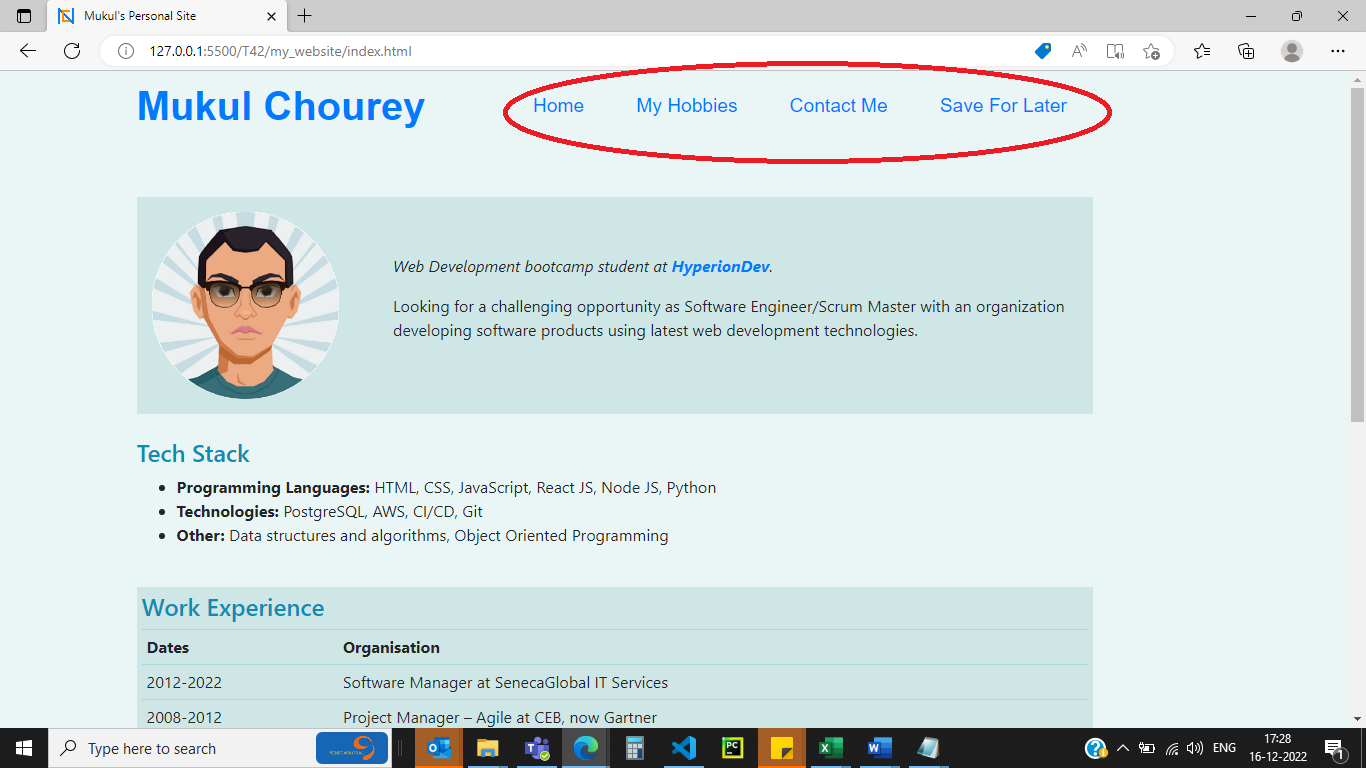 Mukul's Personal Site
127.0.0.1:5500/T42/my_website/index.html
Mukul Chourey
Home My Hobbies Contact Me Save For Later
Web Development bootcamp student at HyperionDev.
Looking for a challenging opportunity as Software Engineer/Scrum Master with an organization
developing software products using latest web development technologies.
Tech Stack
Programming Languages: HTML, CSS, JavaScript, React JS, Node JS, Python
Technologies: PostgreSQL, AWS, CI/CD, Git
Other: Data structures and algorithms, Object Oriented Programming
Work Experience
Dates Organisation
2012-2022 Software Manager at SenecaGlobal IT Services
2008-2012 Project Manager – Agile at CEB, now Gartner
Type here to search
ENG
17:28
16-12-2022
1